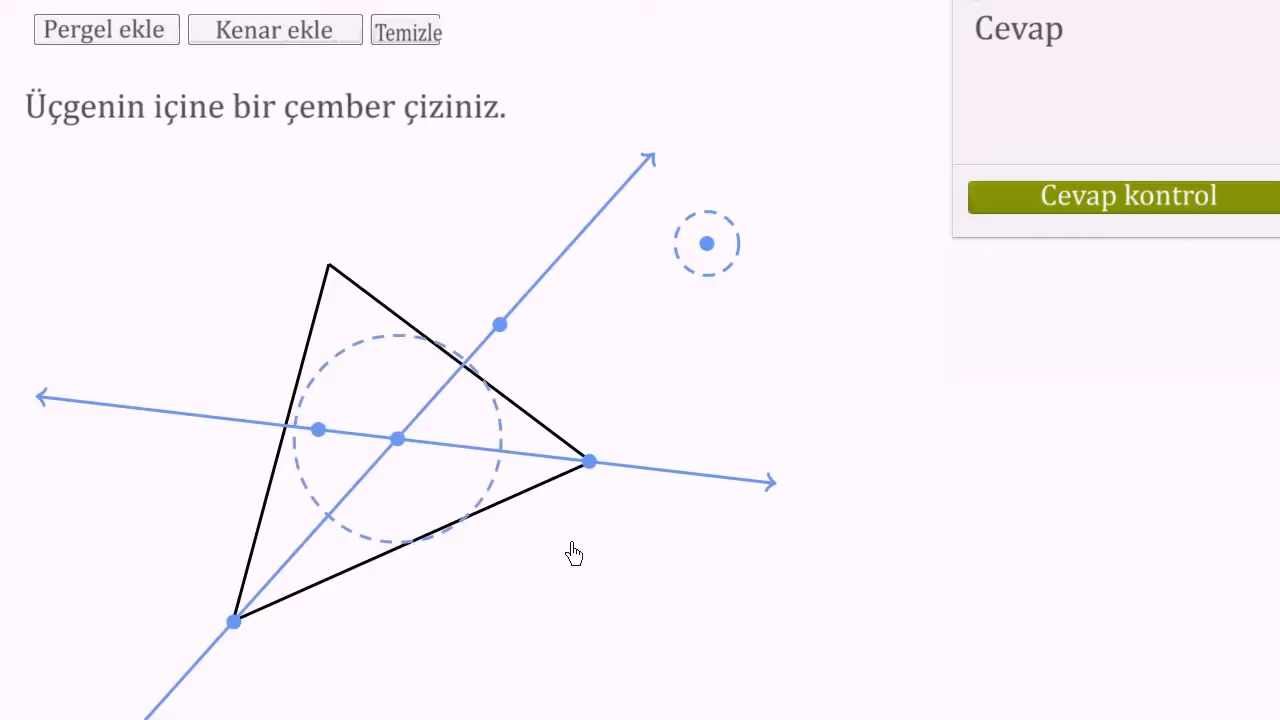 Pergel ekle Kenar ekle Temizle
Cevap
Üçgenin içine bir çember çiziniz.
Cevap kontrol